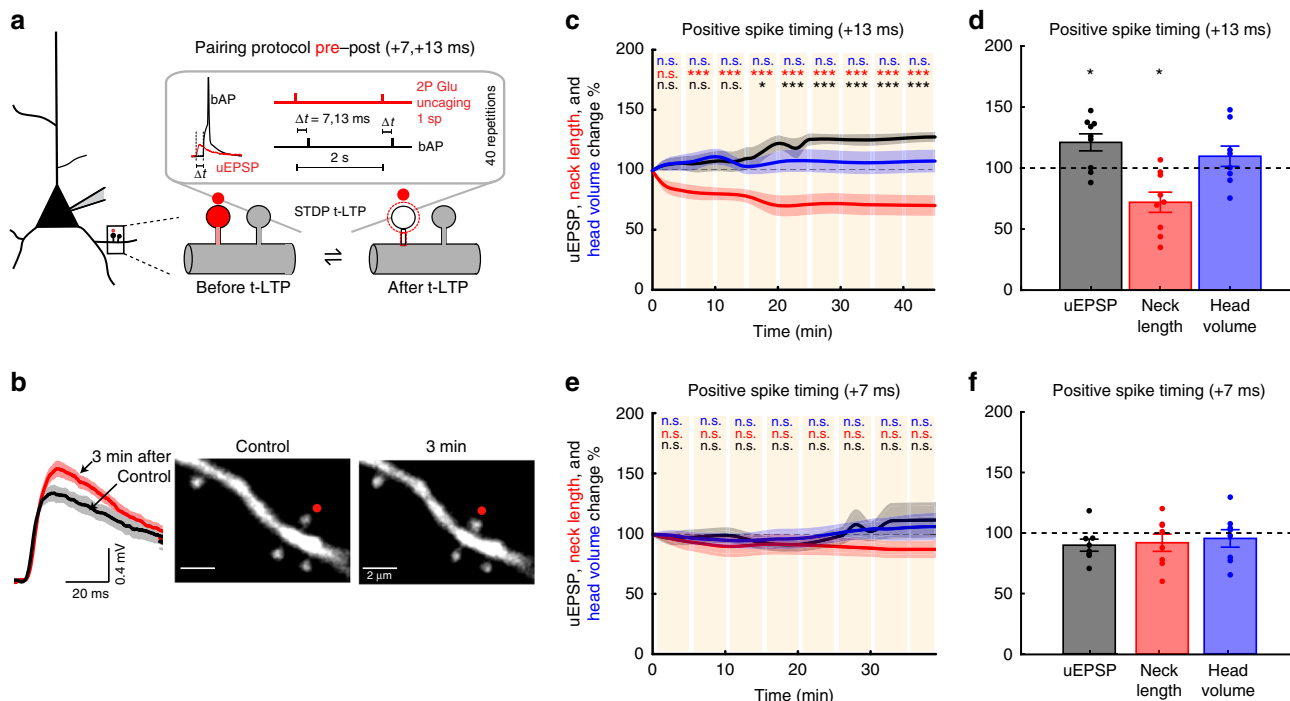 a
Pairing protocol pre–post (+7,+13 ms)
bAP
uEPSP
Δt
2P Glu
uncaging
1 sp
Δt = 7,13 ms
Δt
bAP
2 s
40 repetitions
STDP t-LTP
⇌
Before t-LTP
After t-LTP
b
3 min after
Control
0.4 mV
20 ms
Control
3 min
2 μm
c
Positive spike timing (+13 ms)
uEPSP, neck length, and
head volume change %
200
150
100
50
0
n.s. n.s. n.s. n.s. n.s. n.s. n.s. n.s. n.s.
n.s. *** *** *** *** *** *** *** ***
n.s. n.s. n.s. * *** *** *** *** ***
0 10 20 30 40
Time (min)
d
Positive spike timing (+13 ms)
200
150
100
50
0
* *
uEPSP Neck Head
length volume
e
Positive spike timing (+7 ms)
uEPSP, neck length, and
head volume change %
200
150
100
50
0
n.s. n.s. n.s. n.s. n.s. n.s. n.s.
n.s. n.s. n.s. n.s. n.s. n.s. n.s.
n.s. n.s. n.s. n.s. n.s. n.s. n.s.
0 10 20 30
Time (min)
f
Positive spike timing (+7 ms)
200
150
100
50
0
uEPSP Neck Head
length volume